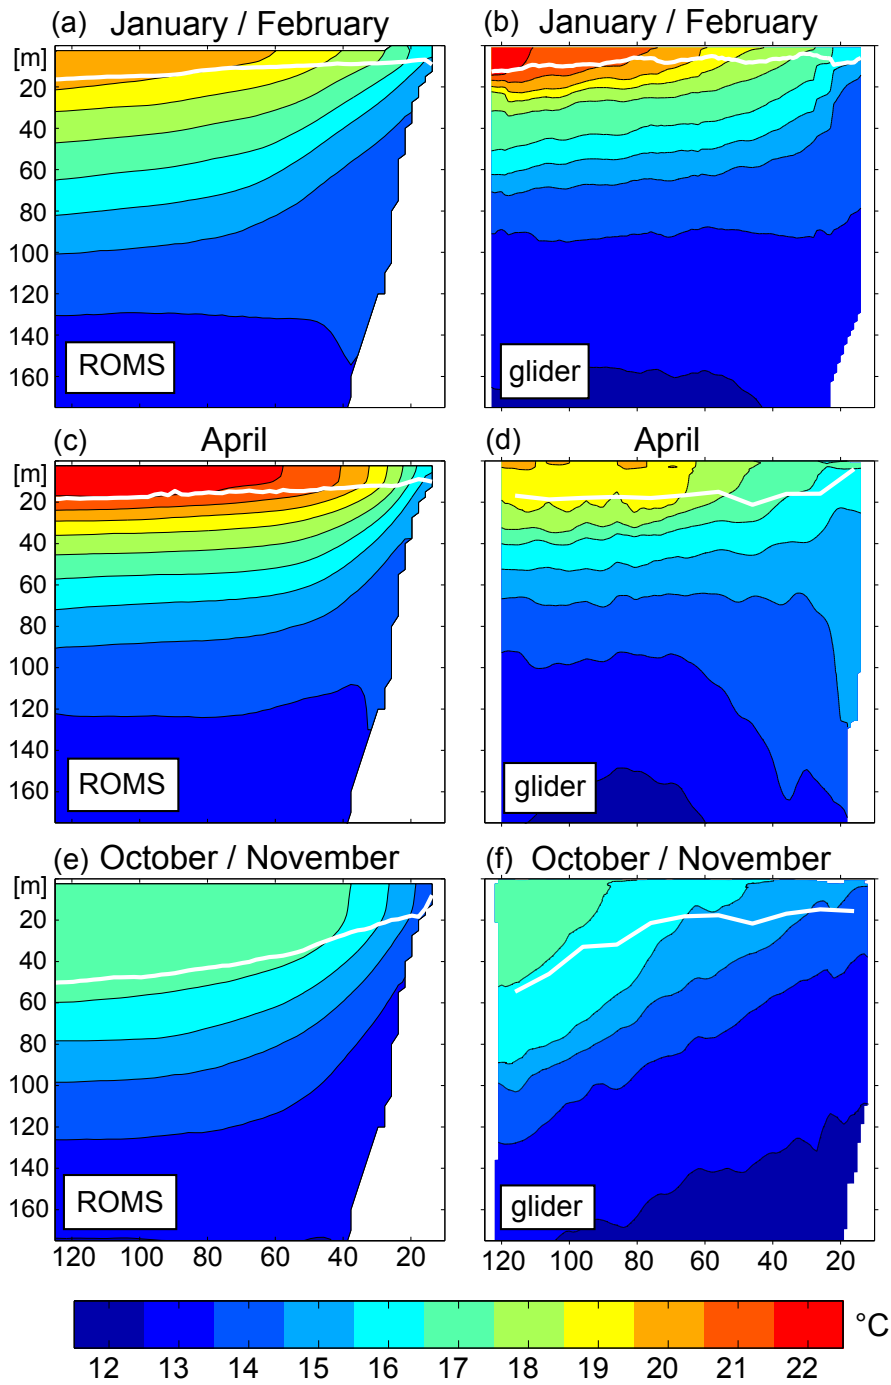 (a) January / February
(b) January / February
[m]
20
40
60
80
100
120
140
160
ROMS
glider
(c) April
(d) April
[m]
20
40
60
80
100
120
140
160
ROMS
glider
(e) October / November
(f) October / November
[m]
20
40
60
80
100
120
140
160
ROMS
glider
120 100 80 60 40 20
120 100 80 60 40 20
°C
12 13 14 15 16 17 18 19 20 21 22